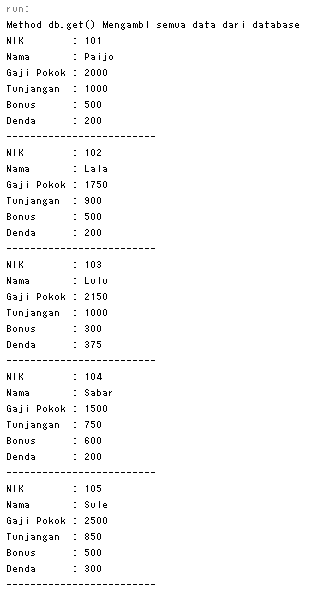 run:
Method db.get() Mengambl semua data dari database
NIK : 101
Nama : Paijo
Gaji Pokok : 2000
Tunjangan : 1000
Bonus : 500
Denda : 200
-------------------------
NIK : 102
Nama : Lala
Gaji Pokok : 1750
Tunjangan : 900
Bonus : 500
Denda : 200
-------------------------
NIK : 103
Nama : Lulu
Gaji Pokok : 2150
Tunjangan : 1000
Bonus : 300
Denda : 375
-------------------------
NIK : 104
Nama : Sabar
Gaji Pokok : 1500
Tunjangan : 750
Bonus : 600
Denda : 200
-------------------------
NIK : 105
Nama : Sule
Gaji Pokok : 2500
Tunjangan : 850
Bonus : 500
Denda : 300
-------------------------